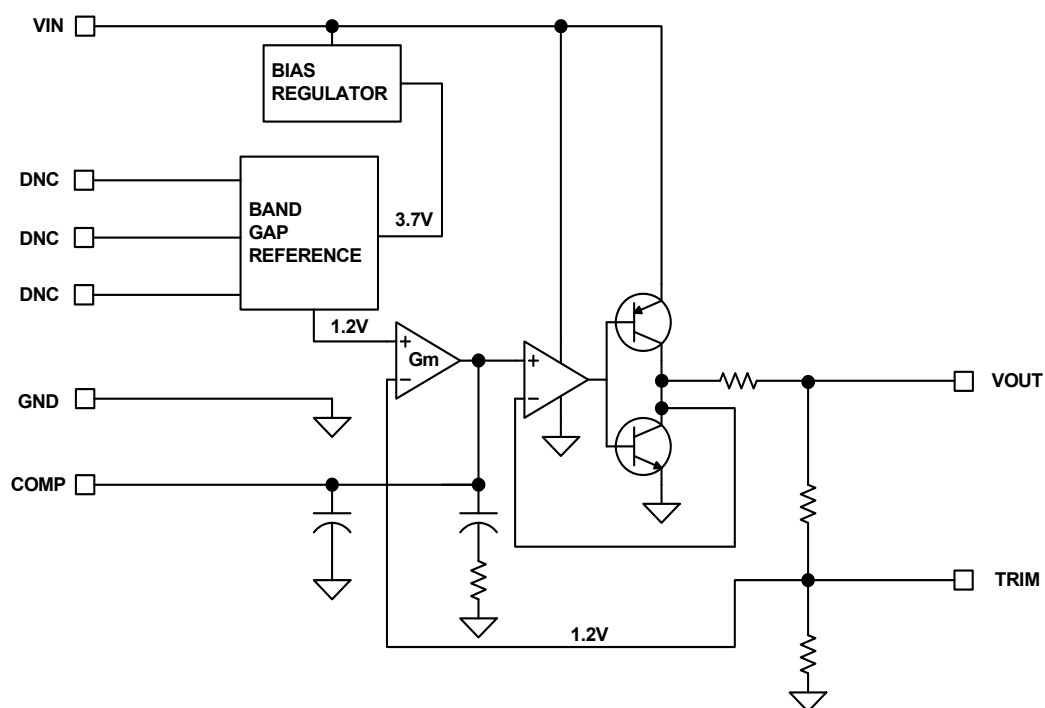 VIN
BIAS
REGULATOR
DNC
BAND
GAP
REFERENCE
3.7V
DNC
DNC
1.2V
+
Gm
−
+
−
VOUT
GND
COMP
TRIM
1.2V